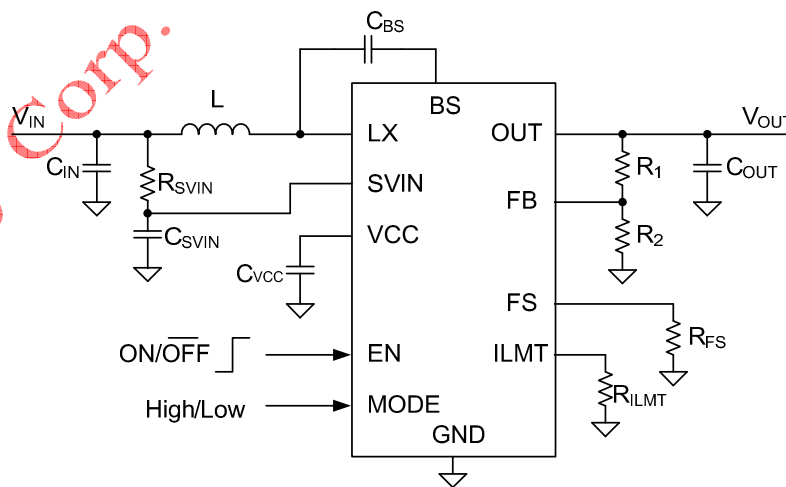 Corp.
C_BS
V_IN
L
BS
LX
OUT
V_OUT
C_IN
R_SVIN
SVIN
R_1
C_OUT
FB
C_SVIN
VCC
R_2
C_VCC
FS
ON/OFF
EN
ILMT
R_FS
High/Low
MODE
R_ILMT
GND